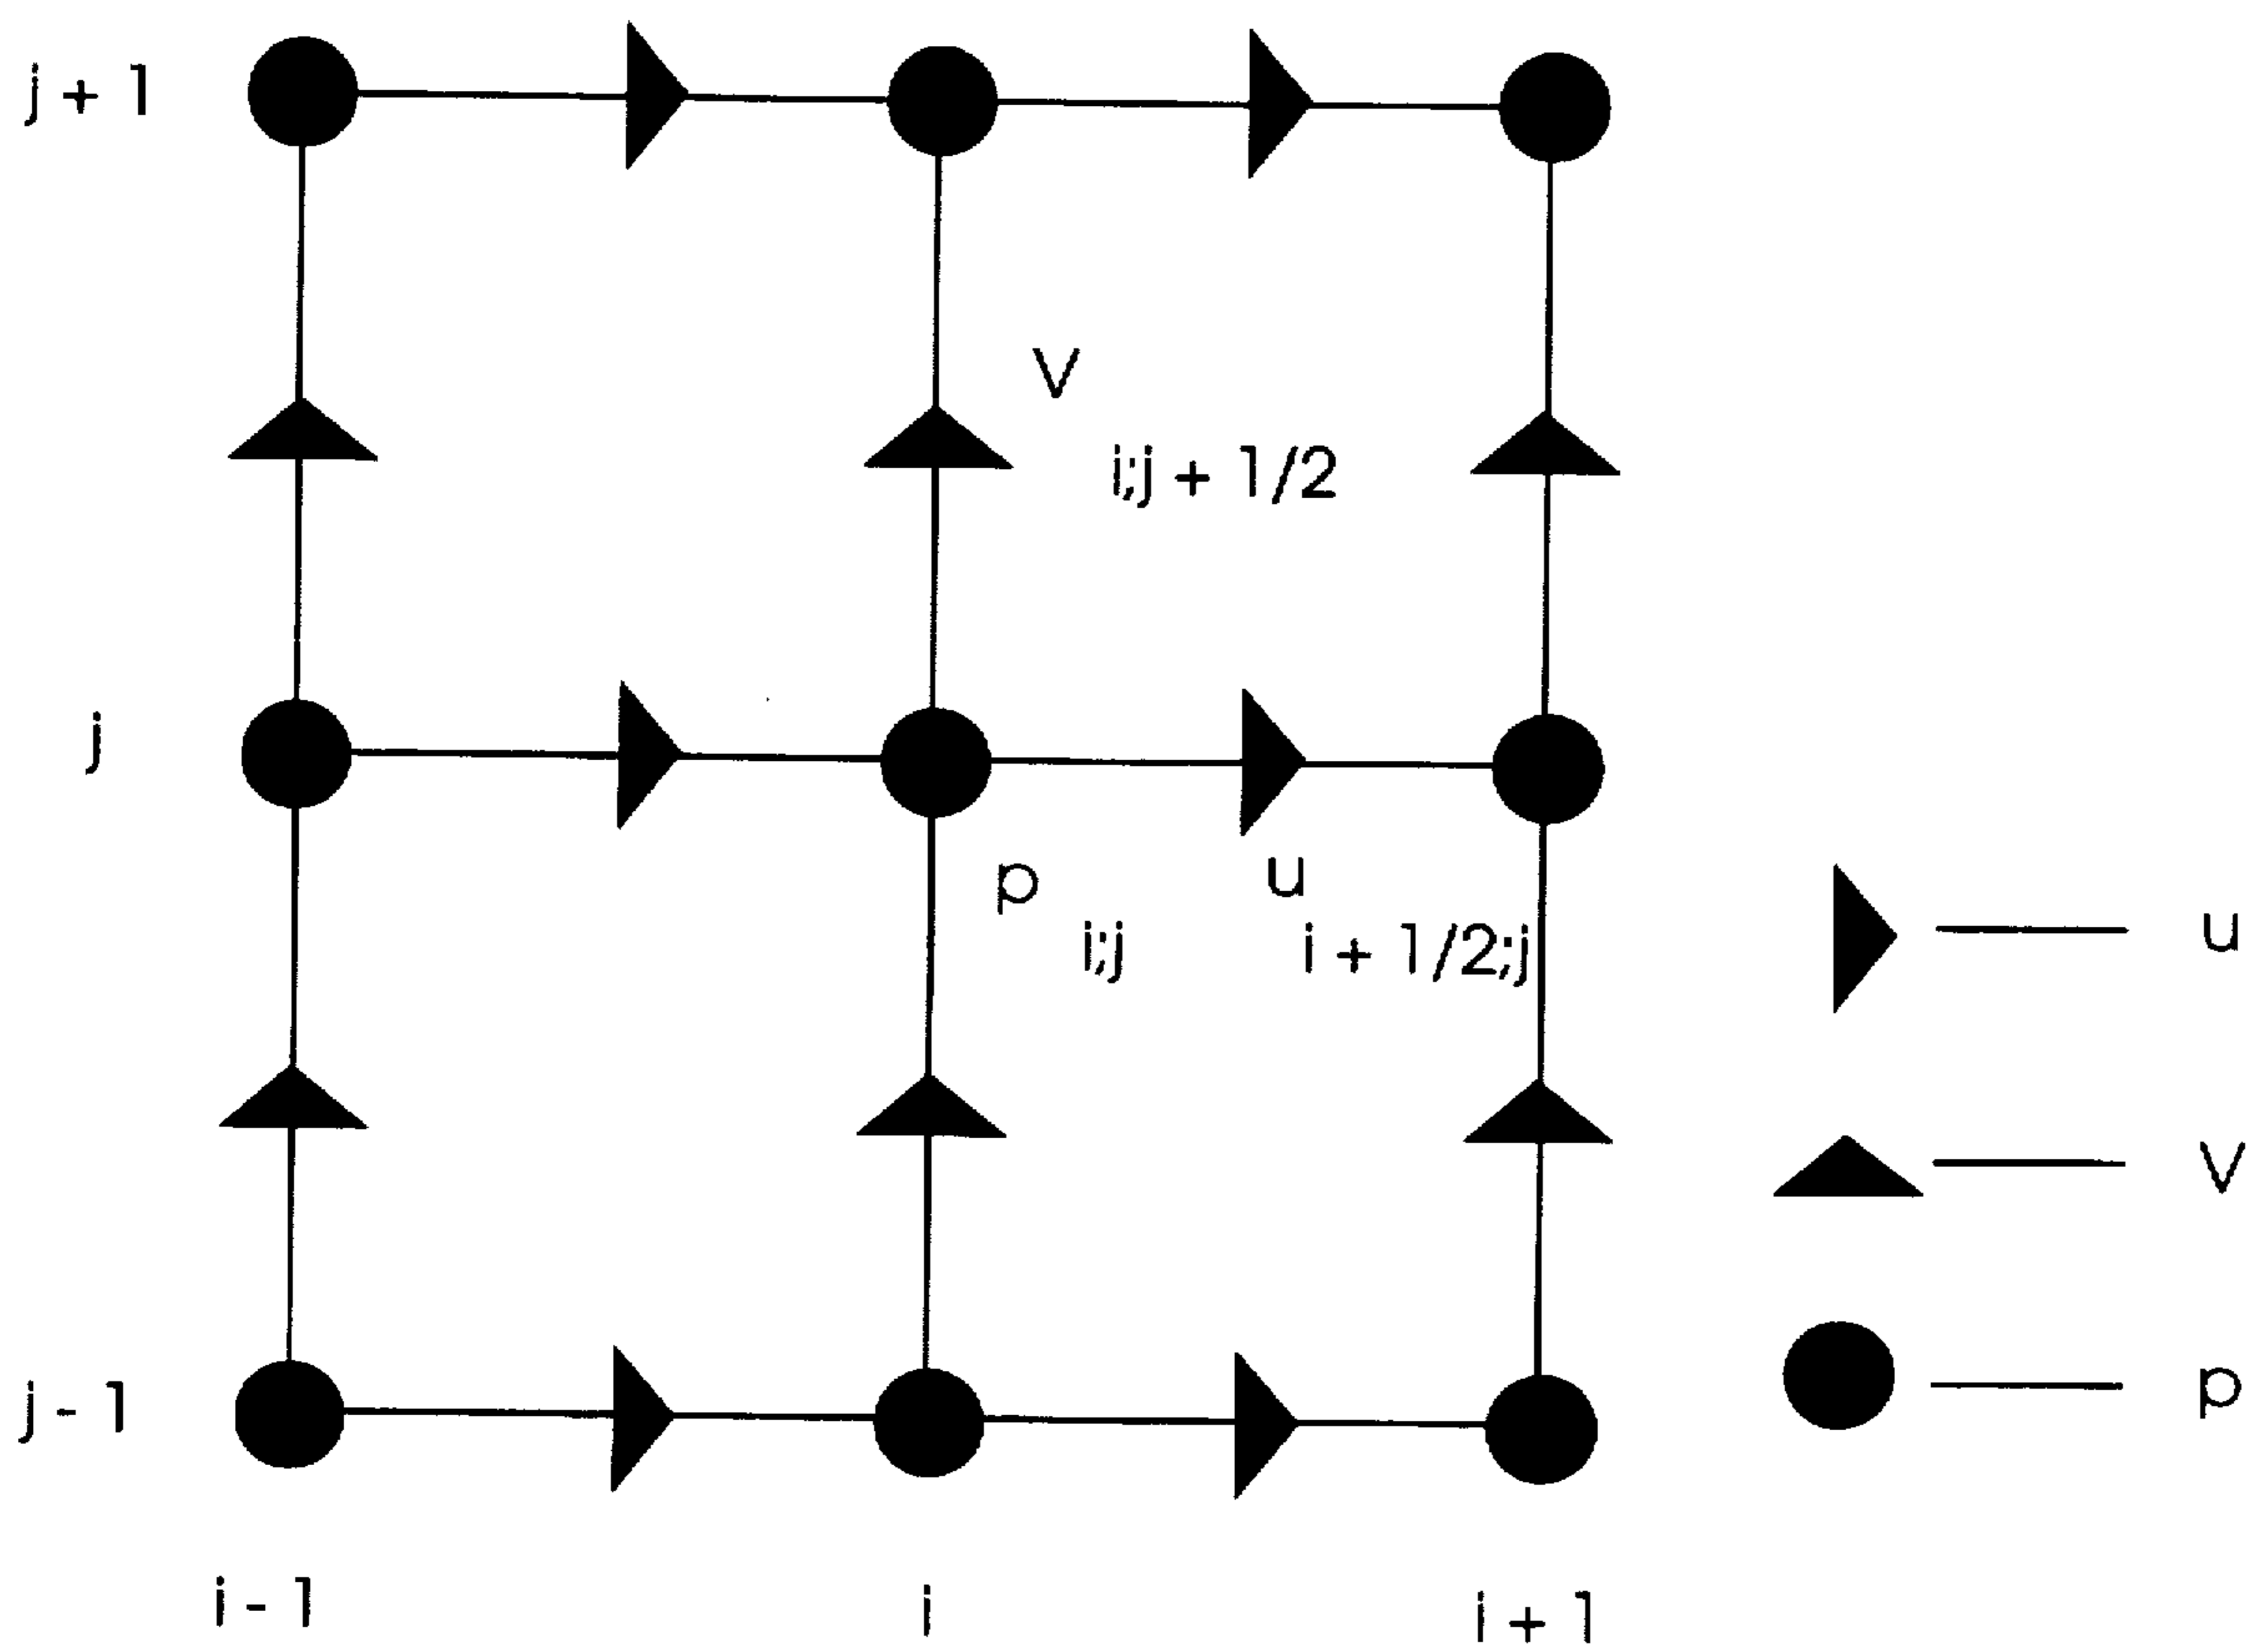 j + 1
v
i;j + 1/2
j
p
u
i;j
i + 1/2;j
u
v
p
j - 1
i - 1
i
i + 1